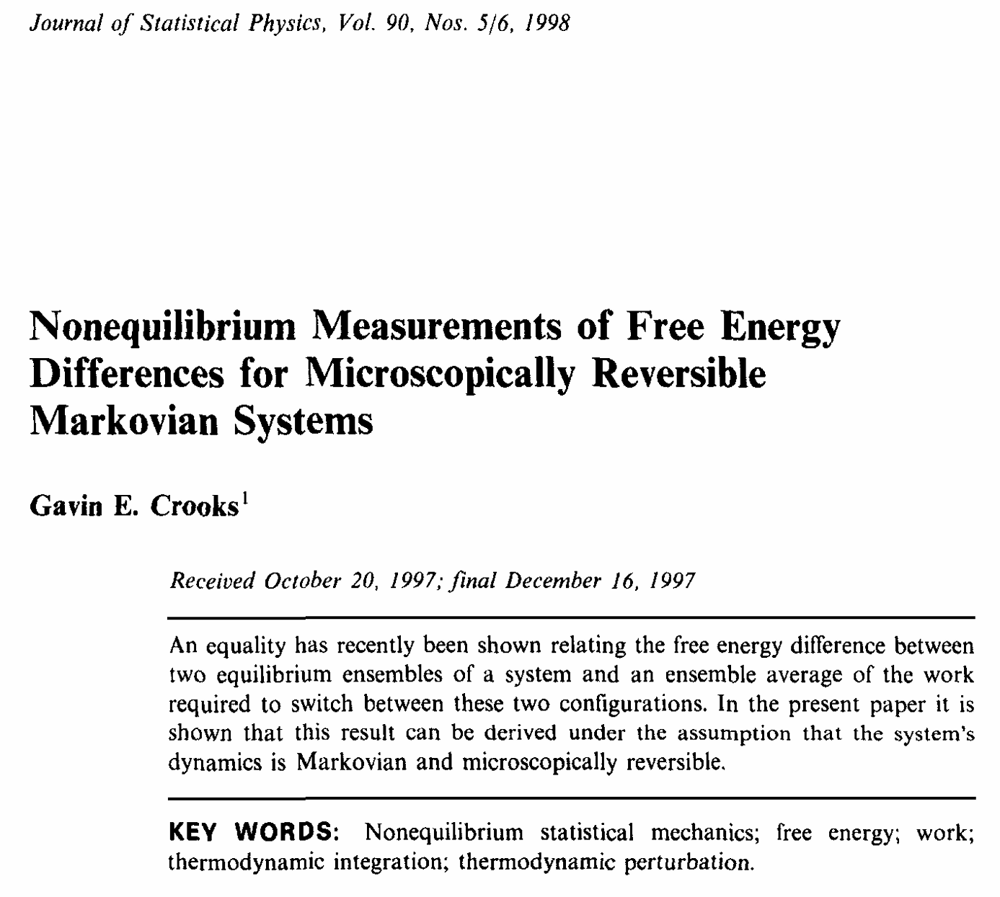 Journal of Statistical Physics, Vol. 90, Nos. 5/6, 1998
Nonequilibrium Measurements of Free Energy
Differences for Microscopically Reversible
Markovian Systems
Gavin E. Crooks¹
Received October 20, 1997; final December 16, 1997
An equality has recently been shown relating the free energy difference between
two equilibrium ensembles of a system and an ensemble average of the work
required to switch between these two configurations. In the present paper it is
shown that this result can be derived under the assumption that the system's
dynamics is Markovian and microscopically reversible.
KEY WORDS: Nonequilibrium statistical mechanics; free energy; work;
thermodynamic integration; thermodynamic perturbation.